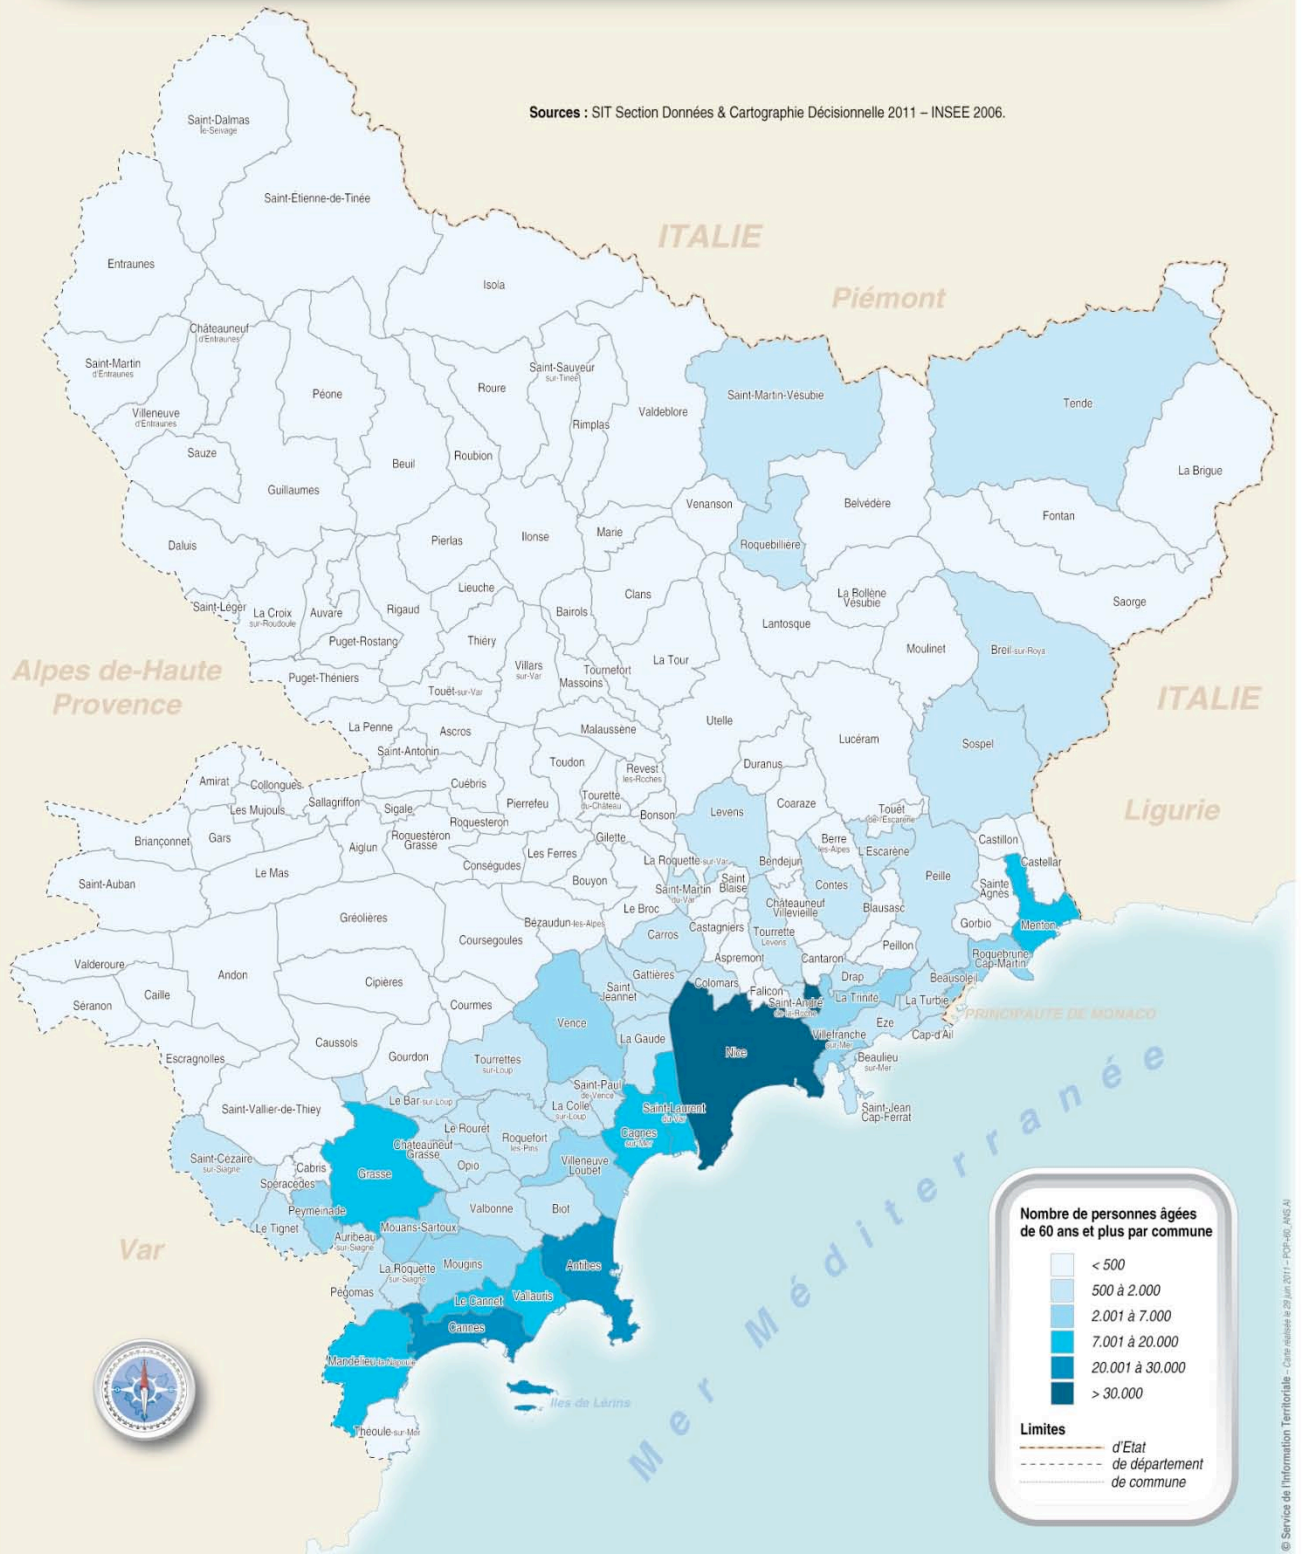 Sources : SIT Section Données & Cartographie Décisionnelle 2011 – INSEE 2006.
Saint-Dalmas
le-Selvage
Saint-Étienne-de-Tinée
ITALIE
Entraunes
Isola
Piémont
Châteauneuf
d'Entraunes
Saint-Martin
d'Entraunes
Saint-Sauveur
sur-Tinée
Péone
Roure
Saint-Martin-Vésubie
Tende
Villeneuve
d'Entraunes
Rimplas
Valdeblore
Sauze
Beuil
Roubion
La Brigue
Guillaumes
Venanson
Belvédère
Fontan
Daluis
Pierlas
Ilonse
Marie
Roquebillière
Saint-Léger
La Croix
sur-Roudoule
Auvare
Rigaud
Lieuche
Bairols
Clans
La Bollène
Vésubie
Saorge
Lantosque
Puget-Rostang
Thiéry
Moulinet
Breil-sur-Roya
Alpes de-Haute
Provence
Puget-Théniers
Villars
sur-Var
Tournefort
Massoins
La Tour
Touët-sur-Var
ITALIE
La Penne
Ascros
Malaussène
Utelle
Lucéram
Sospel
Saint-Antonin
Toudon
Revest
les-Roches
Duranus
Amirat
Collongues
Cuébris
Les Mujouls
Sallagriffon
Sigale
Pierrefeu
Tourette
du-Château
Bonson
Levens
Coaraze
Touët
de-l'Escarène
Ligurie
Briançonnet
Gars
Aiglun
Roquesteron
Roquestéron
Grasse
Gilette
Berre
les-Alpes
L'Escarène
Castillon
Saint-Auban
Le Mas
Conségudes
Les Ferres
La Roquette-sur-Var
Bendejun
Castellar
Bouyon
Saint-Martin
du-Var
Saint
Blaise
Contes
Peille
Sainte
Agnès
Gréolières
Bézaudun-les-Alpes
Le Broc
Châteauneuf
Villevieille
Blausasc
Gorbio
Menton
Coursegoules
Carros
Castagniers
Tourrette
Levens
Peillon
Valderoure
Andon
Cipières
Aspremont
Cantaron
Roquebrune
Cap-Martin
Gattières
Colomars
Falicon
Drap
Beausoleil
Séranon
Caille
Courmes
Saint
Jeannet
Saint-André
de-la-Roche
La Trinité
La Turbie
PRINCIPAUTÉ DE MONACO
Escragnolles
Caussols
Gourdon
Vence
La Gaude
Nice
Villefranche
sur-Mer
Eze
Cap-d'Ail
Tourrettes
sur-Loup
Beaulieu
sur-Mer
Saint-Vallier-de-Thiey
Le Bar-sur-Loup
Saint-Paul
de-Vence
La Colle
sur-Loup
Saint-Laurent
du-Var
Saint-Jean
Cap-Ferrat
Le Rouret
Châteauneuf
Grasse
Roquefort
les-Pins
Cagnes
sur-Mer
Saint-Cézaire
sur-Siagne
Cabris
Spéracèdes
Grasse
Opio
Villeneuve
Loubet
Peymeinade
Valbonne
Biot
Le Tignet
Mouans-Sartoux
Auribeau
sur-Siagne
Var
La Roquette
sur-Siagne
Mougins
Antibes
Pégomas
Le Cannet
Vallauris
Cannes
Mandelieu-la-Napoule
Iles de Lérins
Théoule-sur-Mer
Mer Méditerranée
Nombre de personnes âgées
de 60 ans et plus par commune
< 500
500 à 2.000
2.001 à 7.000
7.001 à 20.000
20.001 à 30.000
> 30.000
Limites
d'Etat
de département
de commune
© Service de l'Information Territoriale – Carte réalisée le 29 juin 2011 – POP+60_ANS.AI